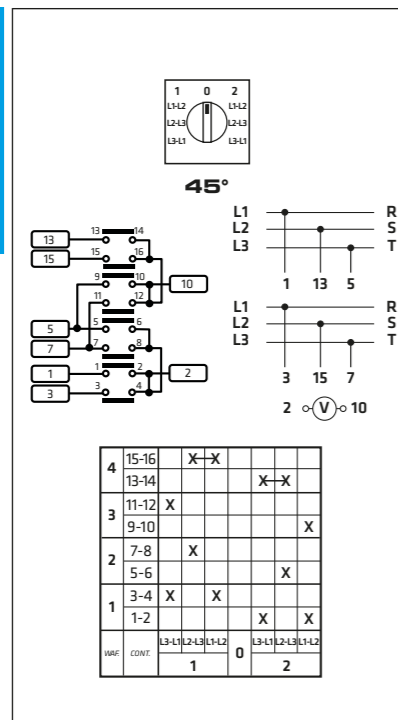 1 0 2
L1-L2 L1-L2
L2-L3 L2-L3
L3-L1 L3-L1
45°
L1 R
L2 S
L3 T
1 13 5
L1 R
L2 S
L3 T
3 15 7
2 V 10
13 13 14
15 15 16
9 10 10
11 12
5 5 6
7 7 8
1 1 2 2
3 3 4
4 15-16 X X
13-14 X X
3 11-12 X
9-10 X
2 7-8 X
5-6 X
1 3-4 X X
1-2 X X
WAF. CONT. L3-L1 L2-L3 L1-L2 0 L3-L1 L2-L3 L1-L2
1 2